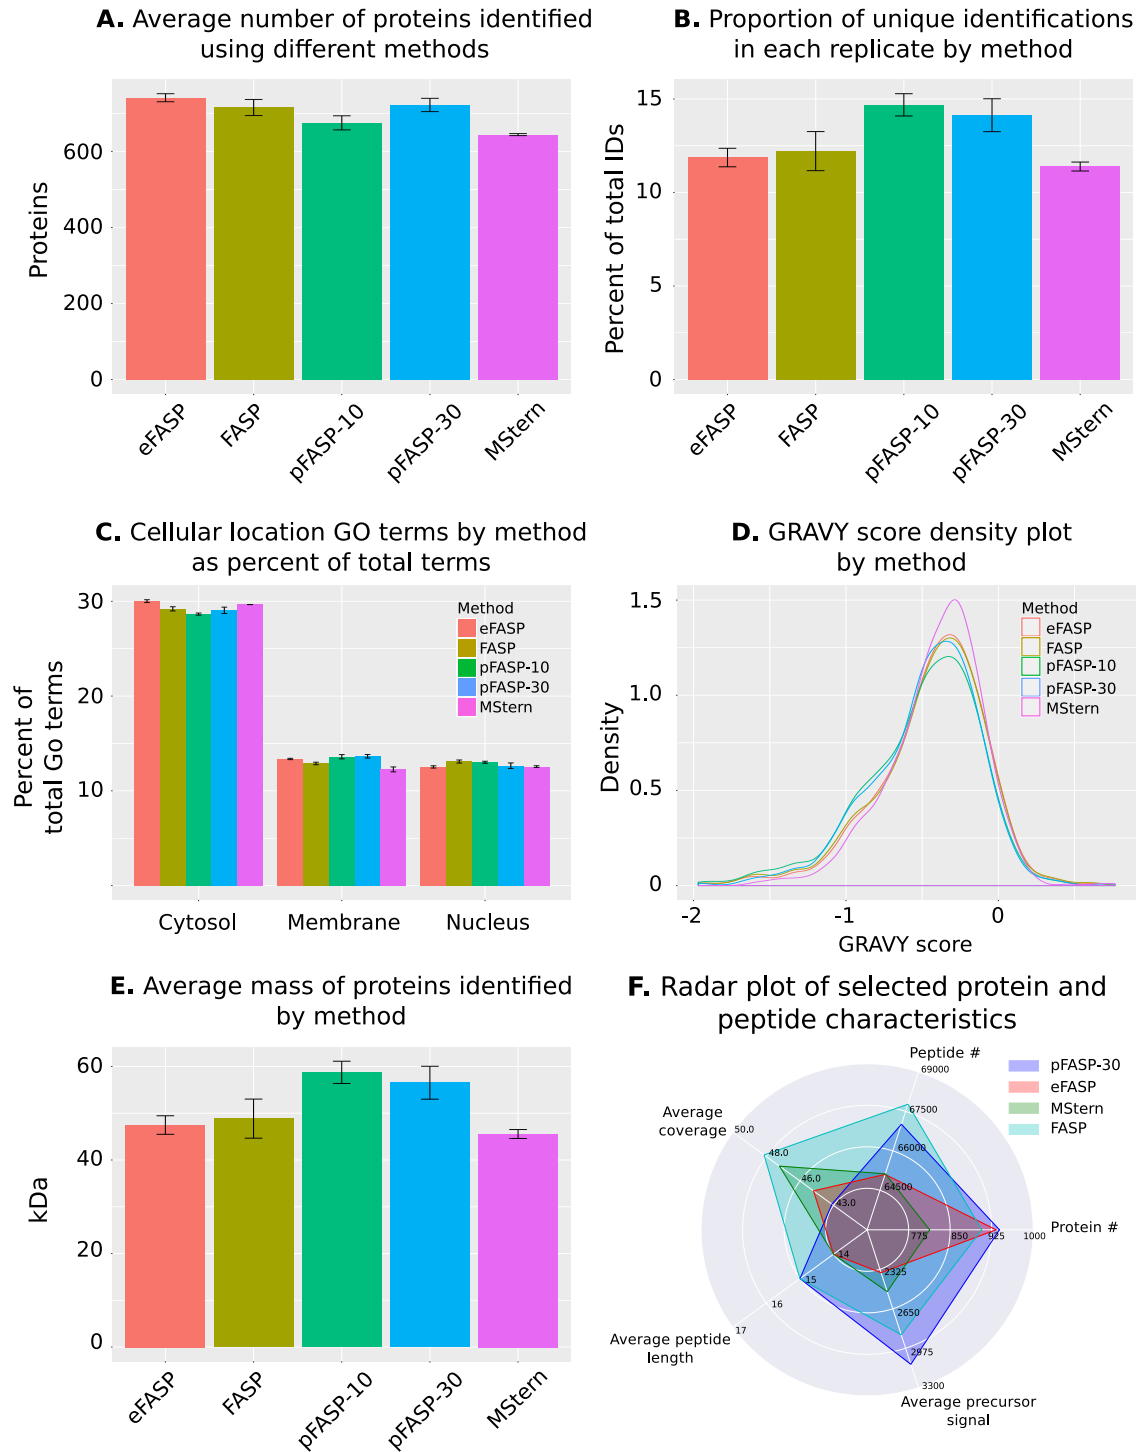 A. Average number of proteins identified
using different methods
Proteins
600
400
200
0
eFASP
FASP
pFASP-10
pFASP-30
MStern
B. Proportion of unique identifications
in each replicate by method
Percent of total IDs
15
10
5
0
eFASP
FASP
pFASP-10
pFASP-30
MStern
C. Cellular location GO terms by method
as percent of total terms
Percent of
total Go terms
30
20
10
Method
eFASP
FASP
pFASP-10
pFASP-30
MStern
Cytosol
Membrane
Nucleus
D. GRAVY score density plot
by method
Density
1.5
1.0
0.5
0
Method
eFASP
FASP
pFASP-10
pFASP-30
MStern
-2
-1
0
GRAVY score
E. Average mass of proteins identified
by method
kDa
60
40
20
0
eFASP
FASP
pFASP-10
pFASP-30
MStern
F. Radar plot of selected protein and
peptide characteristics
pFASP-30
eFASP
MStern
FASP
Peptide #
69000
67500
66000
64500
Average
coverage
50.0
48.0
46.0
43.0
Protein #
775
850
925
1000
14
15
16
17
Average peptide
length
2325
2650
2975
3300
Average precursor
signal